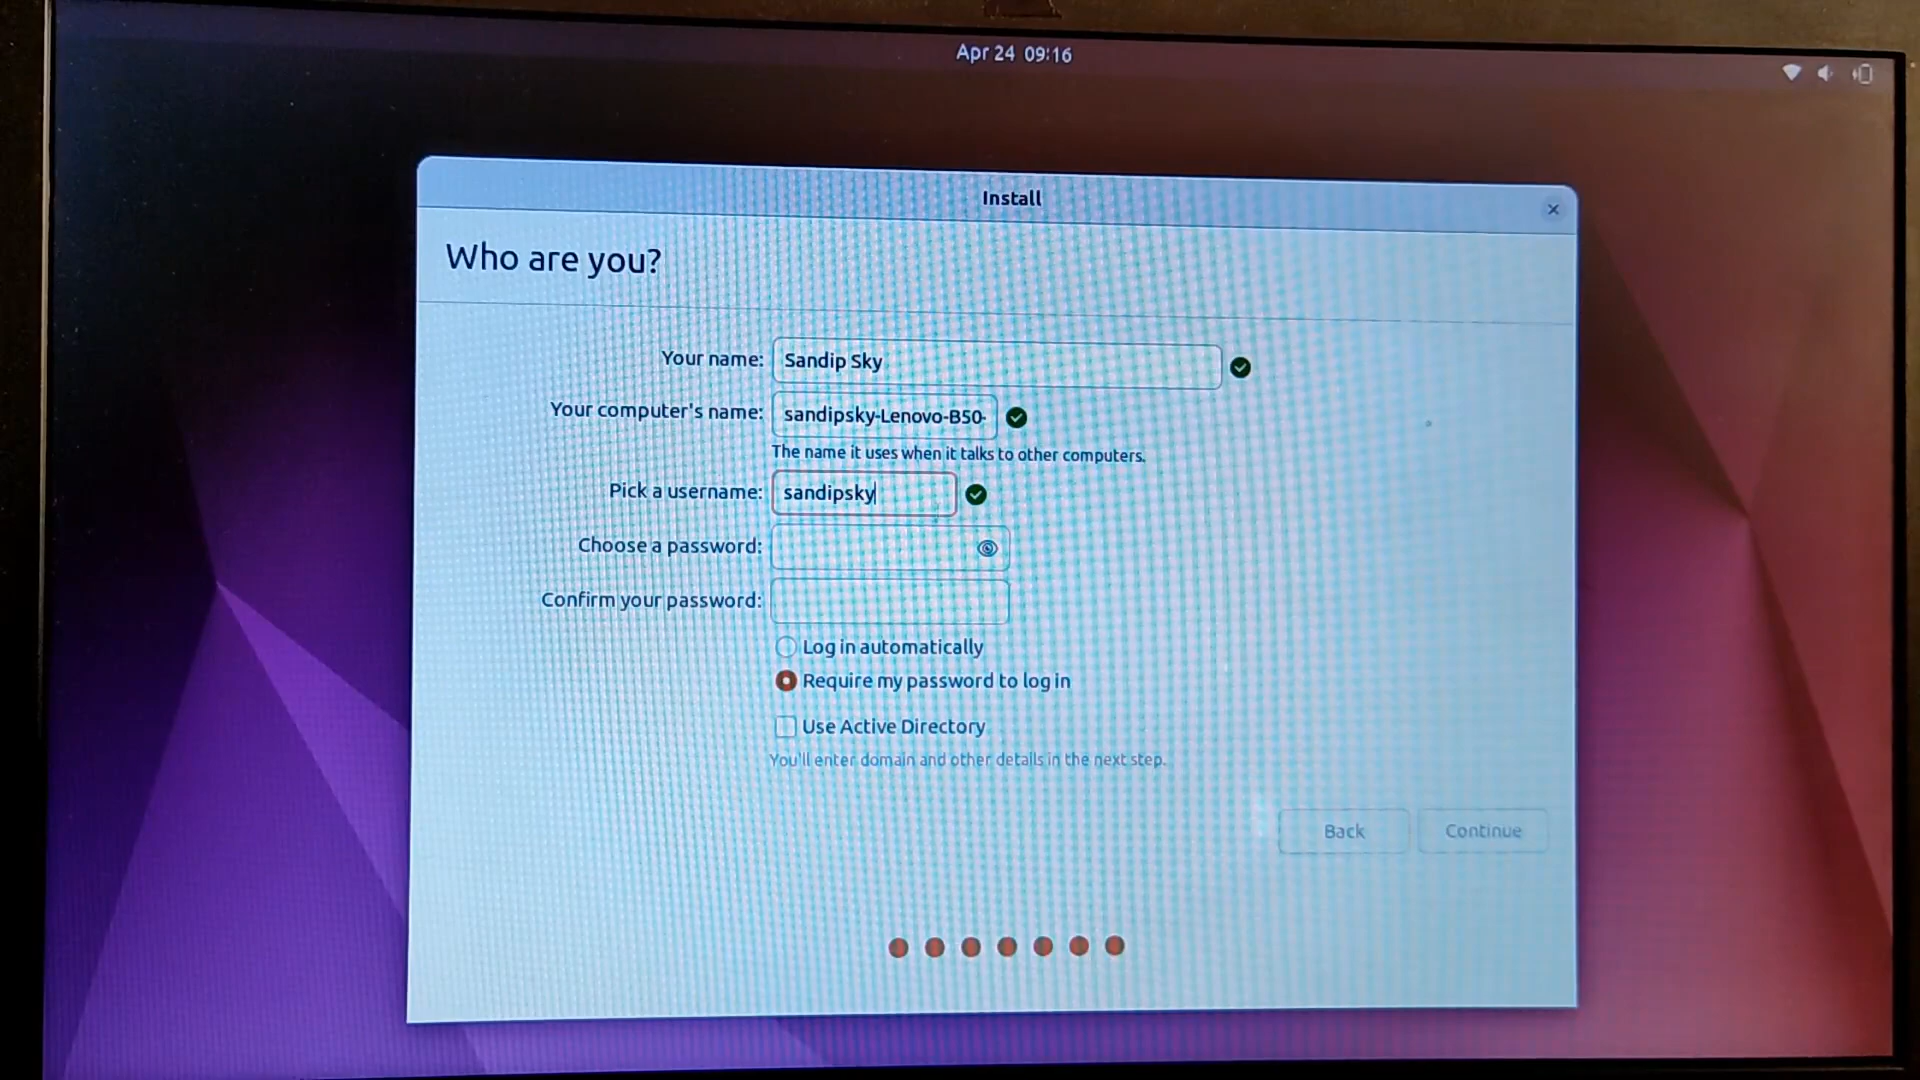 Apr 24 09:16
Install
Who are you?
Your name: Sandip Sky
Your computer's name: sandipsky-Lenovo-B50-
The name it uses when it talks to other computers.
Pick a username: sandipsky
Choose a password:
Confirm your password:
Log in automatically
Require my password to log in
Use Active Directory
You'll enter domain and other details in the next step.
Back Continue